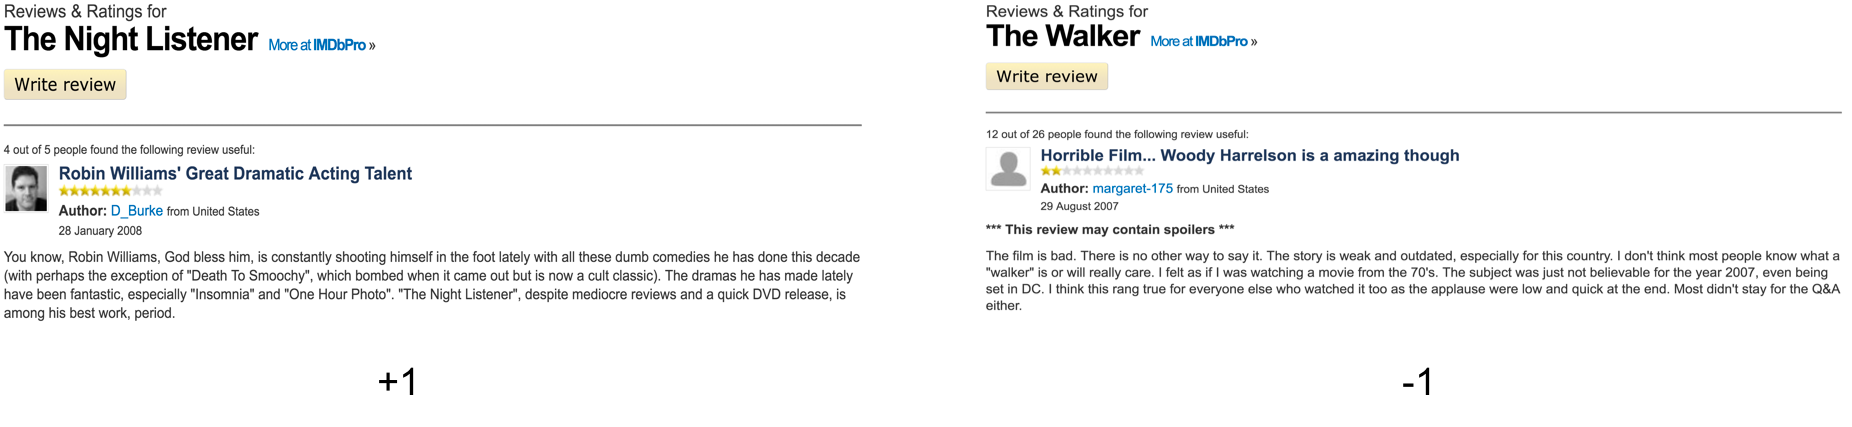 Reviews & Ratings for
The Night Listener More at IMDbPro »
Write review
4 out of 5 people found the following review useful:
Robin Williams' Great Dramatic Acting Talent
Author: D_Burke from United States
28 January 2008
You know, Robin Williams, God bless him, is constantly shooting himself in the foot lately with all these dumb comedies he has done this decade
(with perhaps the exception of "Death To Smoochy", which bombed when it came out but is now a cult classic). The dramas he has made lately
have been fantastic, especially "Insomnia" and "One Hour Photo". "The Night Listener", despite mediocre reviews and a quick DVD release, is
among his best work, period.
+1
Reviews & Ratings for
The Walker More at IMDbPro »
Write review
12 out of 26 people found the following review useful:
Horrible Film... Woody Harrelson is a amazing though
Author: margaret-175 from United States
29 August 2007
*** This review may contain spoilers ***
The film is bad. There is no other way to say it. The story is weak and outdated, especially for this country. I don't think most people know what a
"walker" is or will really care. I felt as if I was watching a movie from the 70's. The subject was just not believable for the year 2007, even being
set in DC. I think this rang true for everyone else who watched it too as the applause were low and quick at the end. Most didn't stay for the Q&A
either.
-1